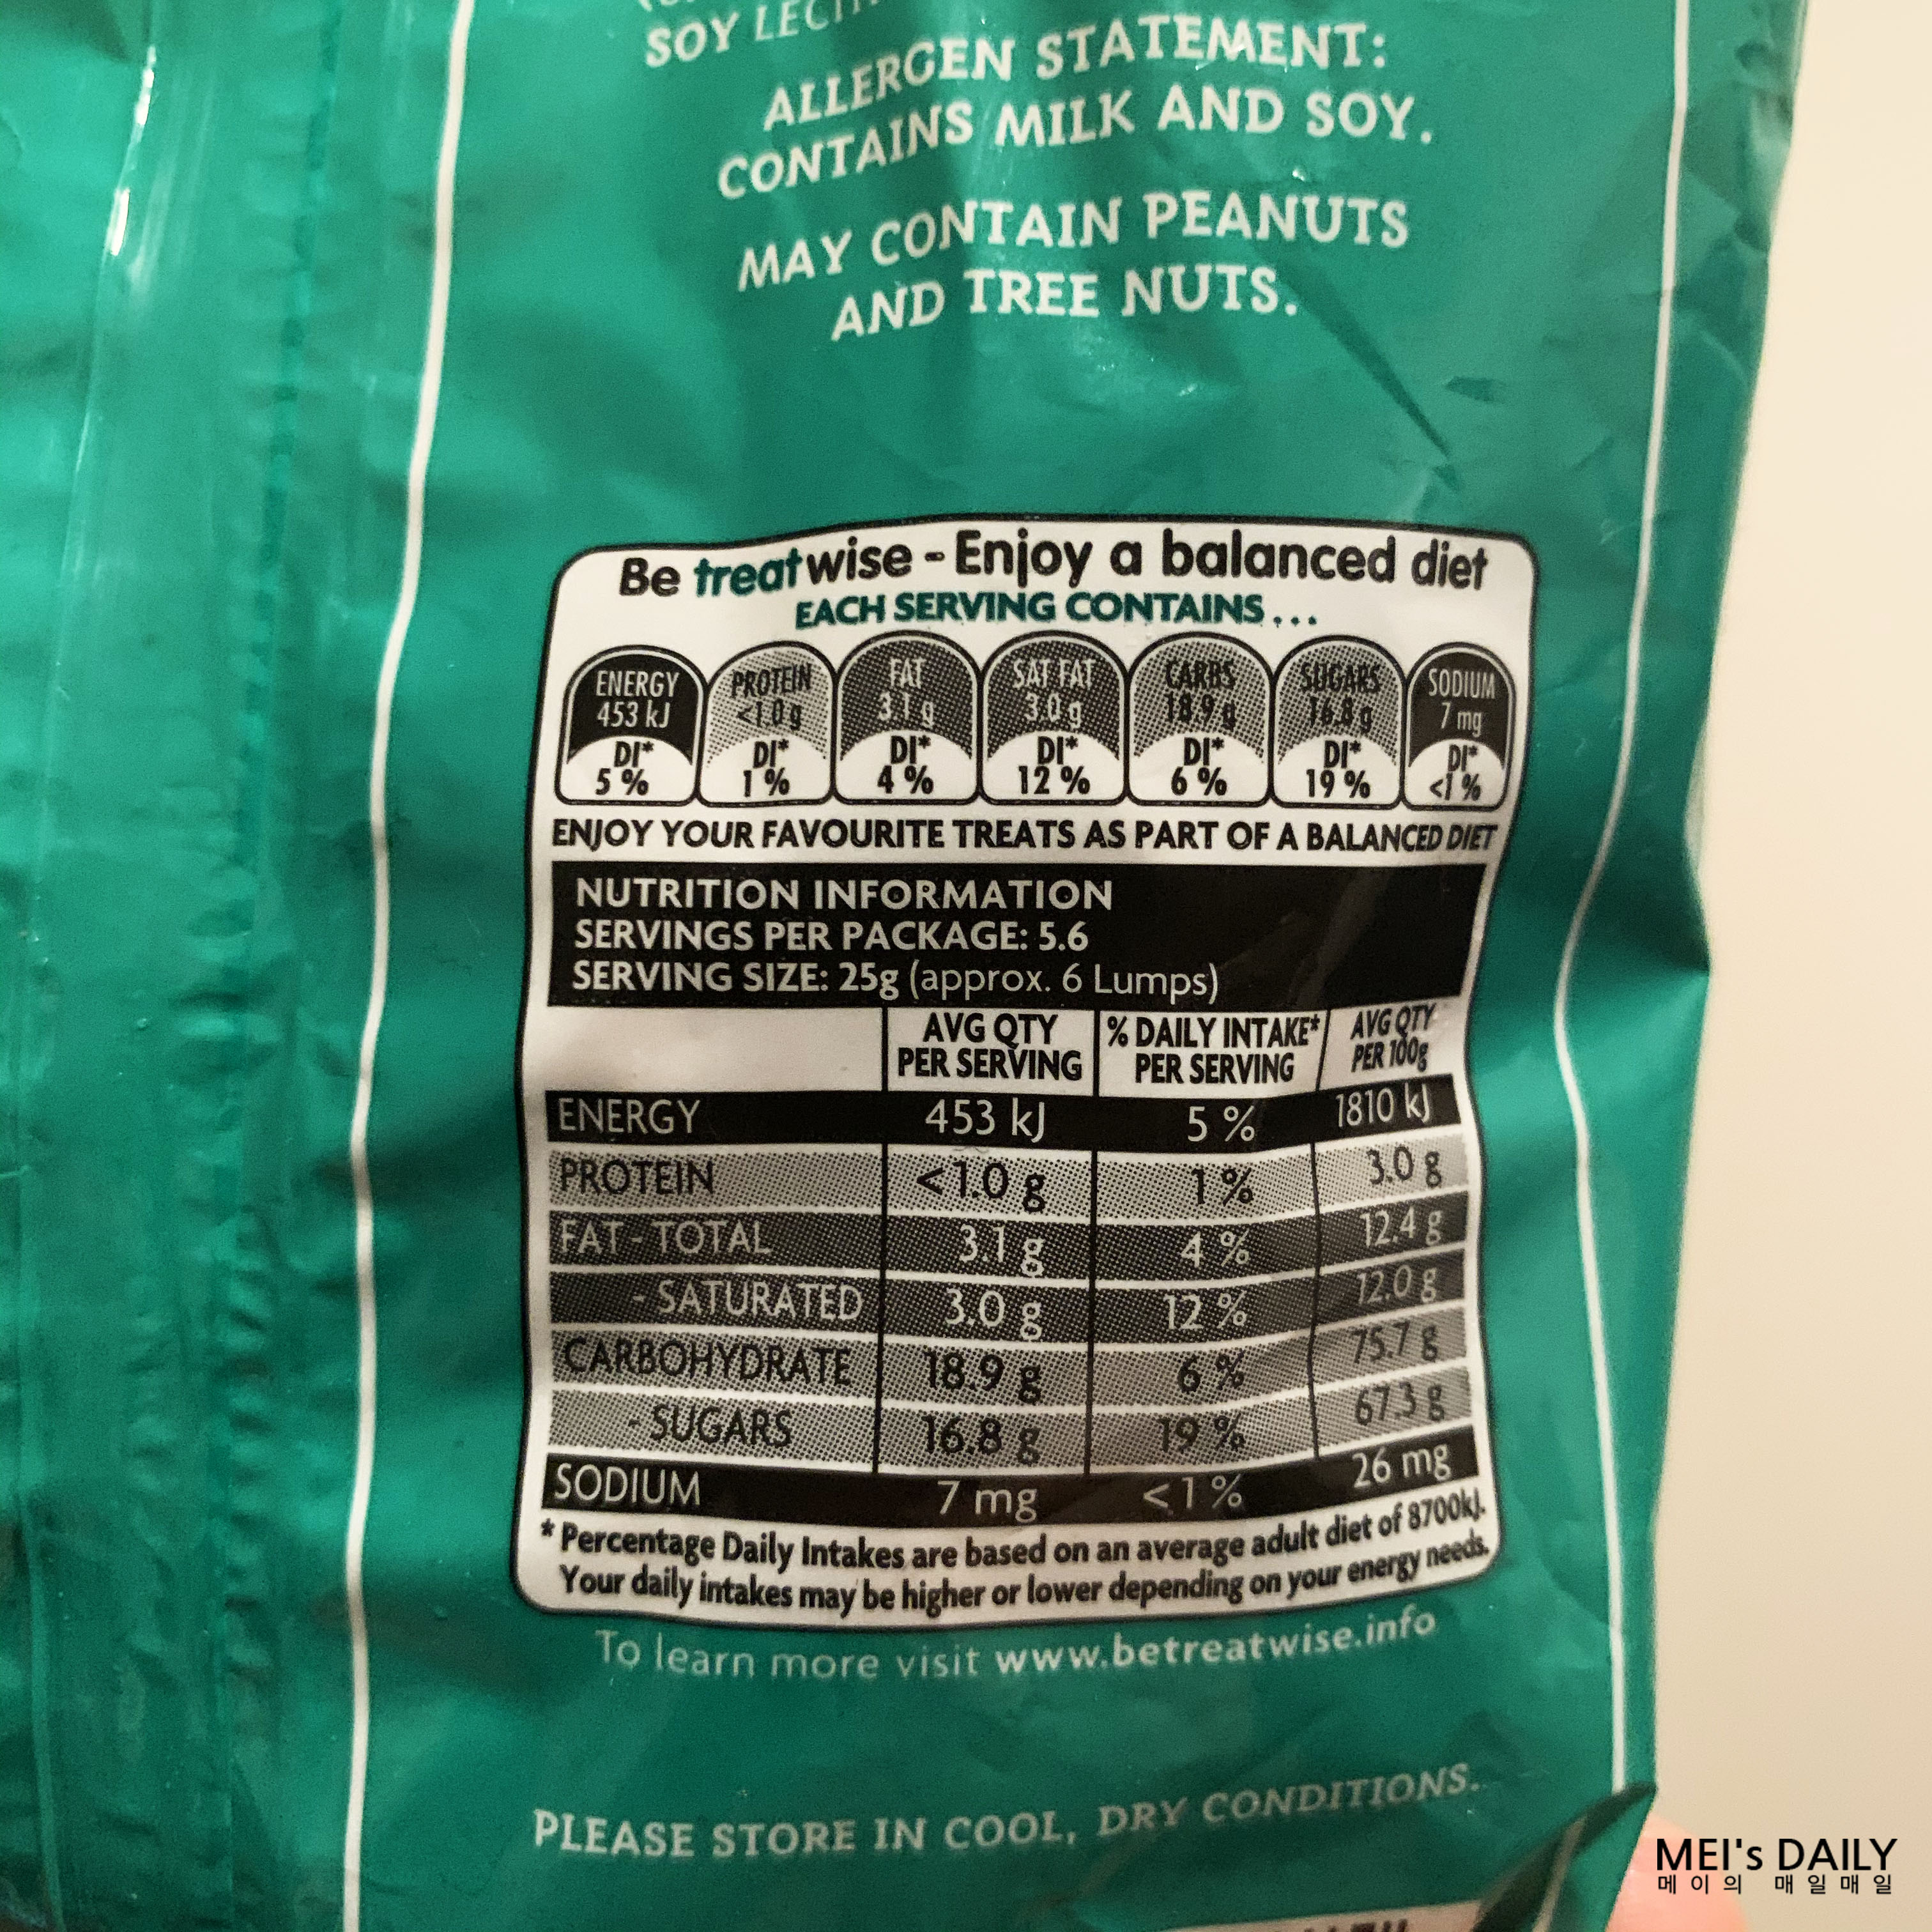 SOY
ALLERGEN STATEMENT:
CONTAINS MILK AND SOY.
MAY CONTAIN PEANUTS
AND TREE NUTS.
Be treatwise - Enjoy a balanced diet
EACH SERVING CONTAINS...
ENERGY 453 kJ DI* 5 %
PROTEIN <1.0 g DI* 1 %
FAT 3.1 g DI* 4 %
SAT FAT 3.0 g DI* 12 %
CARBS 18.9 g DI* 6 %
SUGARS 16.8 g DI* 19 %
SODIUM 7 mg DI* <1 %
ENJOY YOUR FAVOURITE TREATS AS PART OF A BALANCED DIET
NUTRITION INFORMATION
SERVINGS PER PACKAGE: 5.6
SERVING SIZE: 25g (approx. 6 Lumps)
AVG QTY PER SERVING % DAILY INTAKE* PER SERVING AVG QTY PER 100g
ENERGY 453 kJ 5 % 1810 kJ
PROTEIN <1.0 g 1 % 3.0 g
FAT - TOTAL 3.1 g 4 % 12.4 g
- SATURATED 3.0 g 12 % 12.0 g
CARBOHYDRATE 18.9 g 6 % 75.7 g
- SUGARS 16.8 g 19 % 67.3 g
SODIUM 7 mg <1 % 26 mg
* Percentage Daily Intakes are based on an average adult diet of 8700kJ.
Your daily intakes may be higher or lower depending on your energy needs.
To learn more visit www.betreatwise.info
PLEASE STORE IN COOL, DRY CONDITIONS.
MEI's DAILY
메이의 매일매일